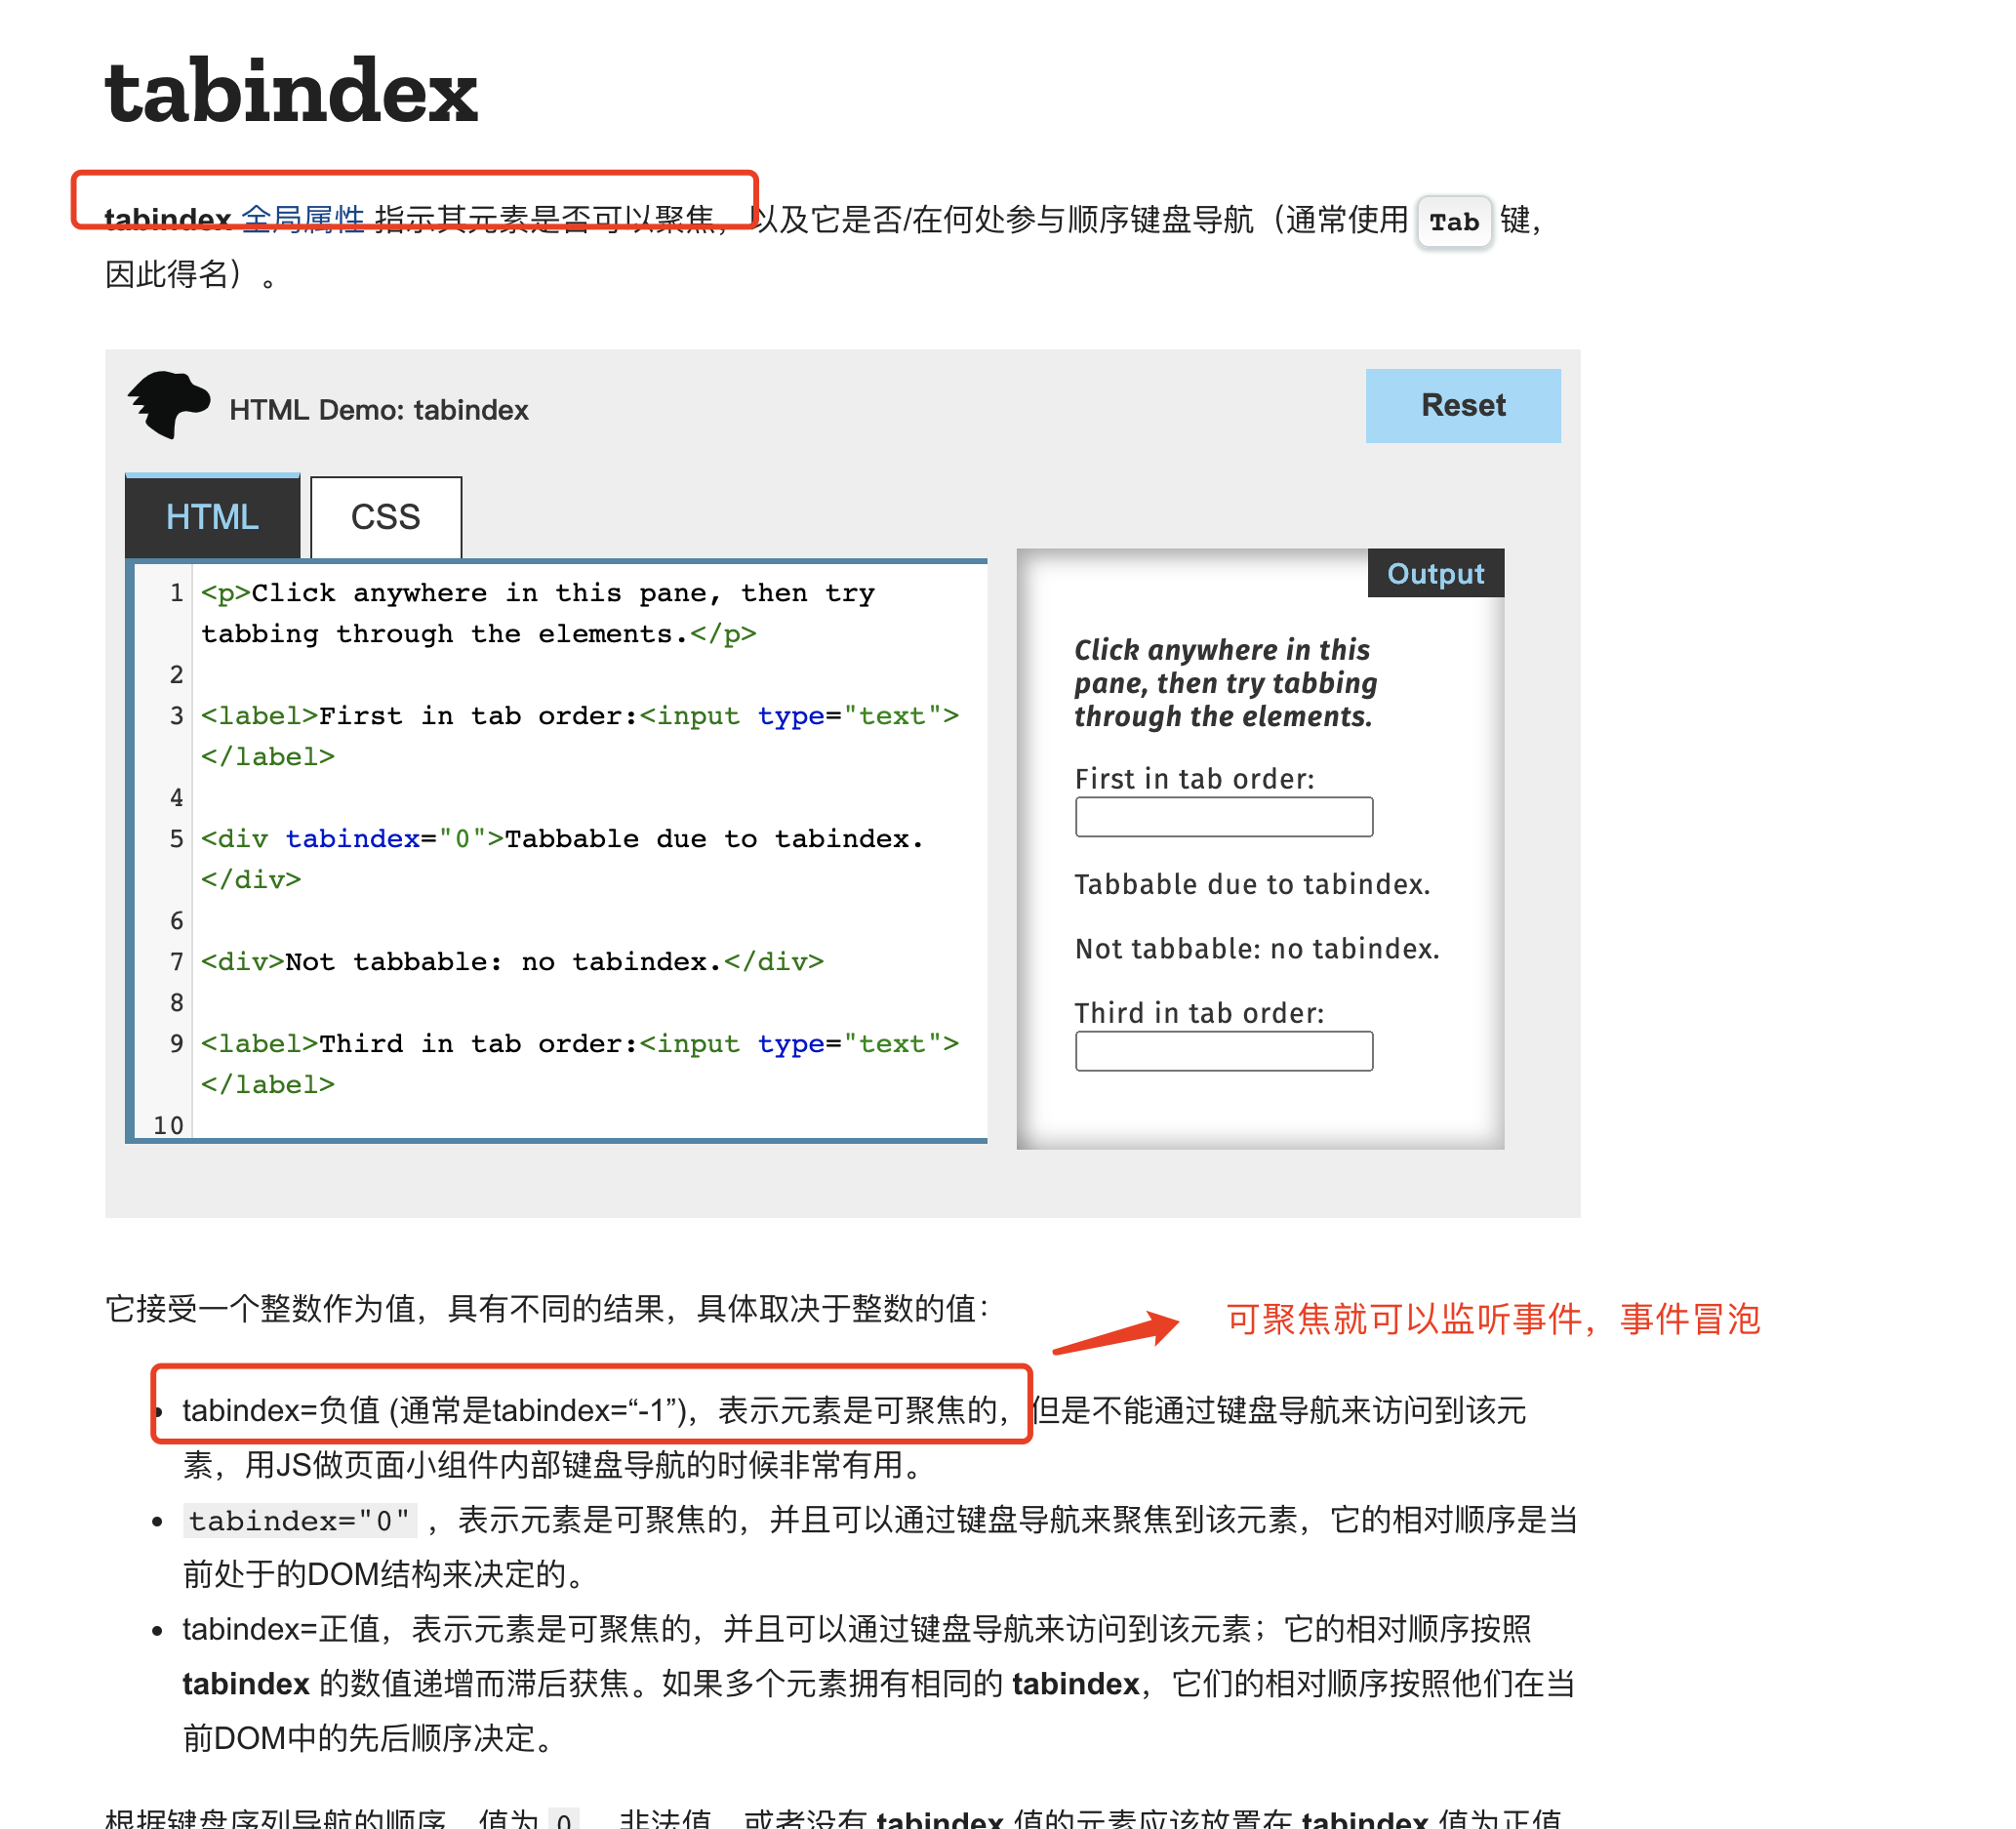 tabindex
tabindex 全局属性 指示其元素是否可以聚焦，以及它是否/在何处参与顺序键盘导航（通常使用 Tab 键，
因此得名）。
HTML Demo: tabindex
Reset
HTML
CSS
1 <p>Click anywhere in this pane, then try
tabbing through the elements.</p>
2
3 <label>First in tab order:<input type="text">
</label>
4
5 <div tabindex="0">Tabbable due to tabindex.
</div>
6
7 <div>Not tabbable: no tabindex.</div>
8
9 <label>Third in tab order:<input type="text">
</label>
10
Output
Click anywhere in this
pane, then try tabbing
through the elements.
First in tab order:
Tabbable due to tabindex.
Not tabbable: no tabindex.
Third in tab order:
它接受一个整数作为值，具有不同的结果，具体取决于整数的值：
可聚焦就可以监听事件，事件冒泡
• tabindex=负值 (通常是tabindex=“-1”)，表示元素是可聚焦的，但是不能通过键盘导航来访问到该元
素，用JS做页面小组件内部键盘导航的时候非常有用。
• tabindex="0" ，表示元素是可聚焦的，并且可以通过键盘导航来聚焦到该元素，它的相对顺序是当
前处于的DOM结构来决定的。
• tabindex=正值，表示元素是可聚焦的，并且可以通过键盘导航来访问到该元素；它的相对顺序按照
tabindex 的数值递增而滞后获焦。如果多个元素拥有相同的 tabindex，它们的相对顺序按照他们在当
前DOM中的先后顺序决定。
根据键盘序列导航的顺序，值为 0 、非法值、或者没有 tabindex 值的元素应该放置在 tabindex 值为正值